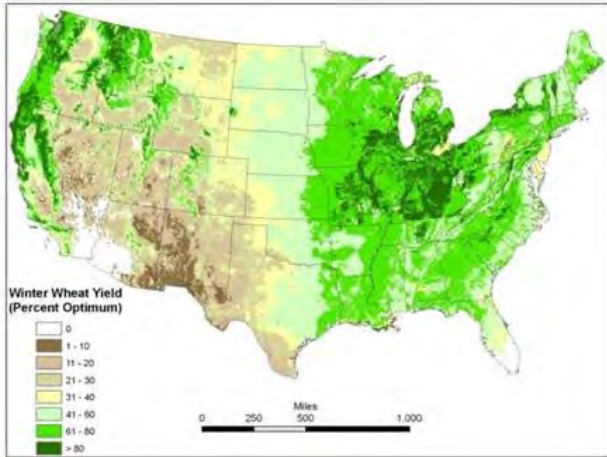 Winter Wheat Yield
(Percent Optimum)
0
1 - 10
11 - 20
21 - 30
31 - 40
41 - 60
61 - 80
> 80
Miles
0 250 500 1,000